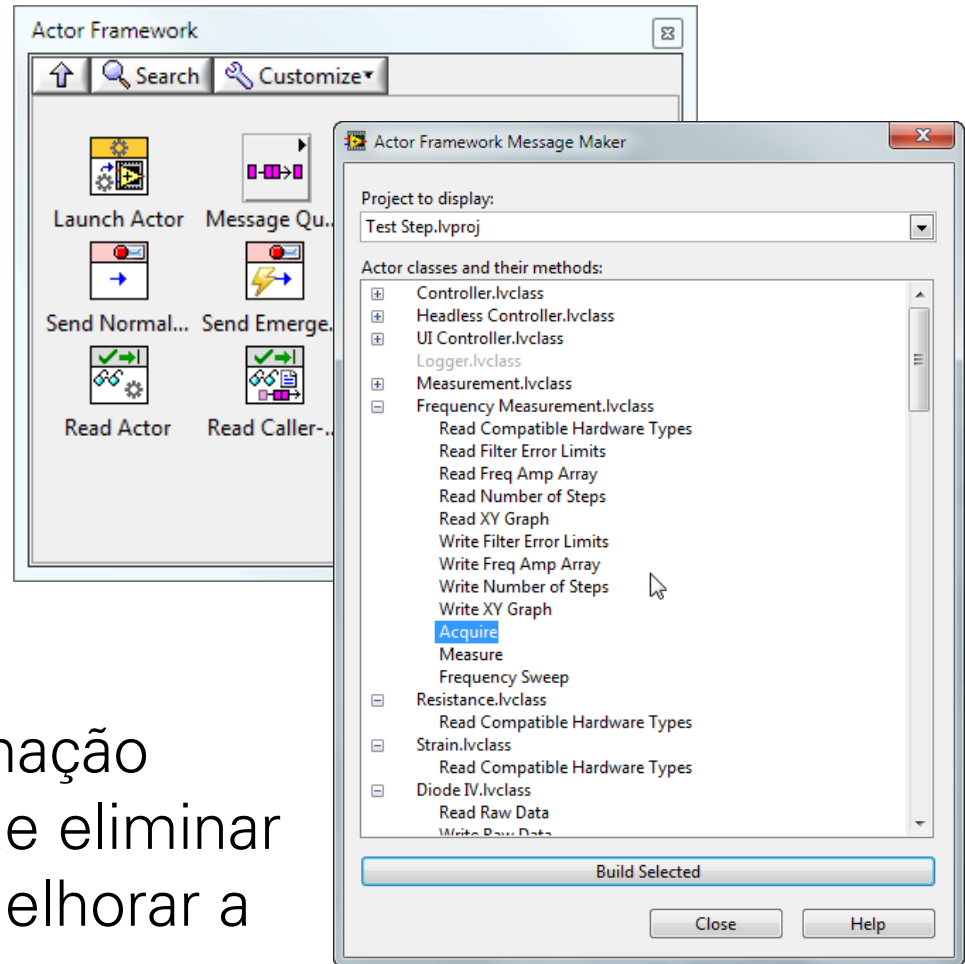 Actor Framework
Search Customize
Launch Actor Message Qu..
Send Normal... Send Emerge.
Read Actor Read Caller-..
Actor Framework Message Maker
Project to display:
Test Step.lvproj
Actor classes and their methods:
Controller.lvclass
Headless Controller.lvclass
UI Controller.lvclass
Logger.lvclass
Measurement.lvclass
Frequency Measurement.lvclass
Read Compatible Hardware Types
Read Filter Error Limits
Read Freq Amp Array
Read Number of Steps
Read XY Graph
Write Filter Error Limits
Write Freq Amp Array
Write Number of Steps
Write XY Graph
Acquire
Measure
Frequency Sweep
Resistance.lvclass
Read Compatible Hardware Types
Strain.lvclass
Read Compatible Hardware Types
Diode IV.lvclass
Read Raw Data
Write Raw Data
Build Selected
Close Help
nação
e eliminar
elhorar a